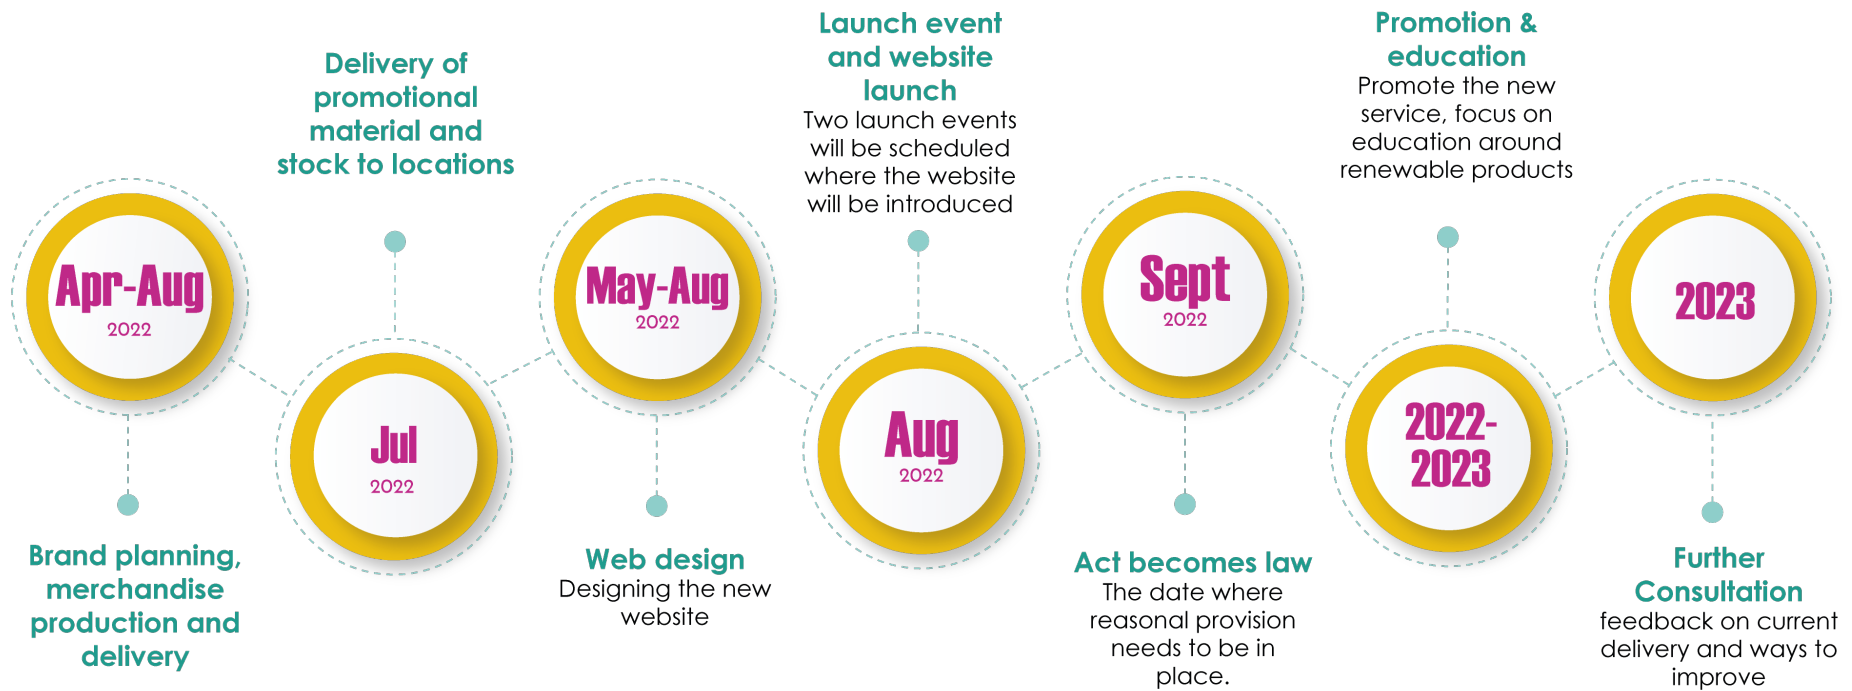 Apr-Aug
2022
Brand planning,
merchandise
production and
delivery
Delivery of
promotional
material and
stock to locations
Jul
2022
May-Aug
2022
Web design
Designing the new
website
Launch event
and website
launch
Two launch events
will be scheduled
where the website
will be introduced
Aug
2022
Sept
2022
Act becomes law
The date where
reasonal provision
needs to be in
place.
Promotion &
education
Promote the new
service, focus on
education around
renewable products
2022-
2023
2023
Further
Consultation
feedback on current
delivery and ways to
improve